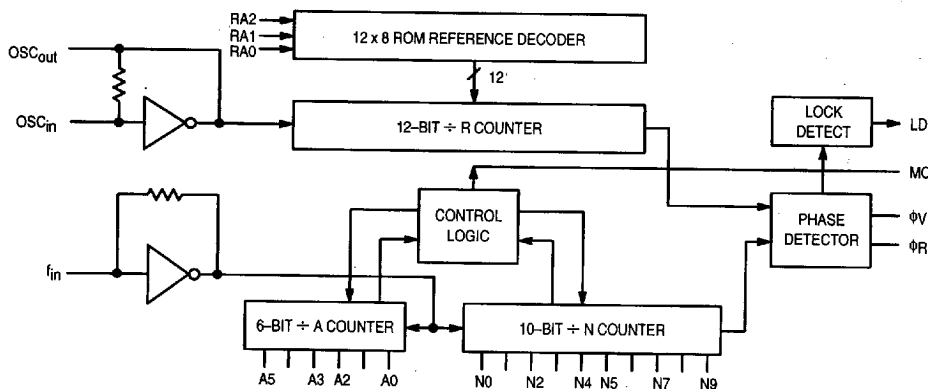 RA2
RA1
RA0
12 x 8 ROM REFERENCE DECODER
OSCout
12
OSCin
12–BIT ÷ R COUNTER
LOCK
DETECT
LD
MC
CONTROL
LOGIC
PHASE
DETECTOR
ϕV
ϕR
fin
6–BIT ÷ A COUNTER
10–BIT ÷ N COUNTER
A5 A3 A2 A0 N0 N2 N4 N5 N7 N9